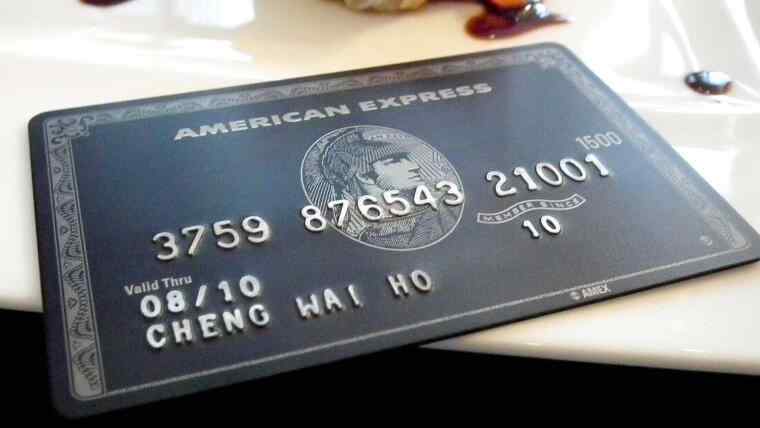 AMERICAN EXPRESS
1500
3759 876543 21001
MEMBER SINCE
10
Valid Thru
08/10
CHENG WAI HO
© AMEX